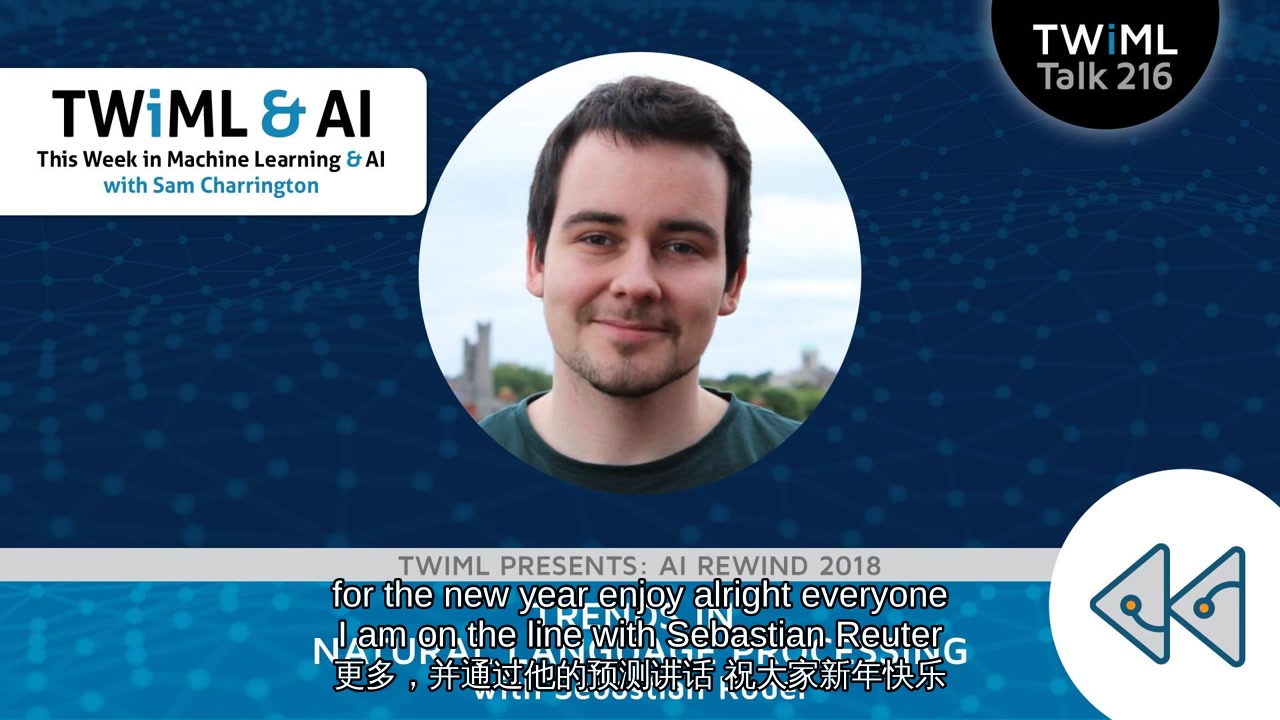 TWiML
Talk 216
TWiML & AI
This Week in Machine Learning & AI
with Sam Charrington
TWIML PRESENTS: AI REWIND 2018
for the new year enjoy alright everyone
TRENDS IN
I am on the line with Sebastian Reuter
NATURAL LANGUAGE PROCESSING
更多，并通过他的预测讲话 祝大家新年快乐
with Sebastian Ruder